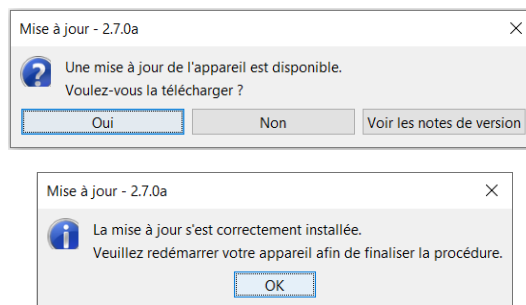 Mise à jour - 2.7.0a
Une mise à jour de l'appareil est disponible.
Voulez-vous la télécharger ?
Oui Non Voir les notes de version
Mise à jour - 2.7.0a
La mise à jour s'est correctement installée.
Veuillez redémarrer votre appareil afin de finaliser la procédure.
OK